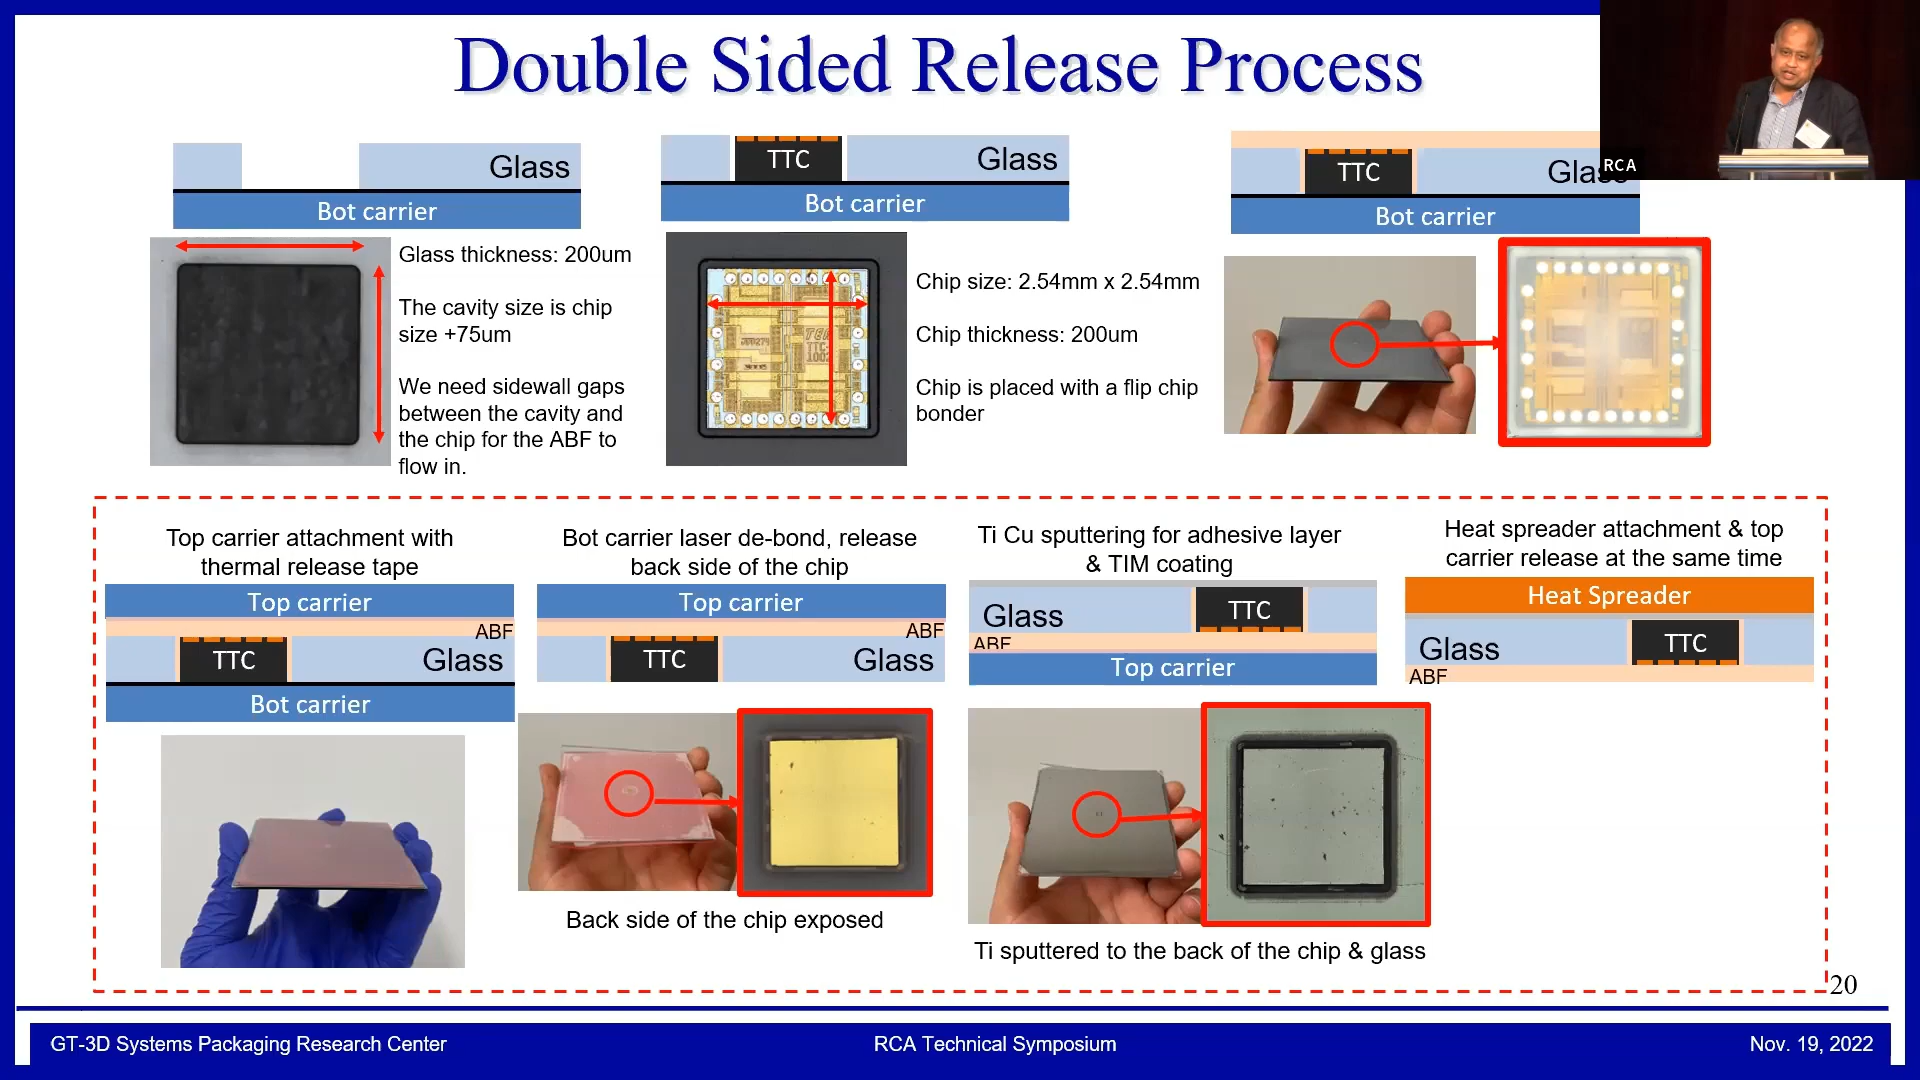 Double Sided Release Process
RCA
Glass
Bot carrier
Glass thickness: 200um
The cavity size is chip
size +75um
We need sidewall gaps
between the cavity and
the chip for the ABF to
flow in.
TTC
Glass
Bot carrier
Chip size: 2.54mm x 2.54mm
Chip thickness: 200um
Chip is placed with a flip chip
bonder
TTC
Glass
Bot carrier
Top carrier attachment with
thermal release tape
Top carrier
ABF
TTC
Glass
Bot carrier
Bot carrier laser de-bond, release
back side of the chip
Top carrier
ABF
TTC
Glass
Back side of the chip exposed
Ti Cu sputtering for adhesive layer
& TIM coating
Glass
TTC
ABF
Top carrier
Ti sputtered to the back of the chip & glass
Heat spreader attachment & top
carrier release at the same time
Heat Spreader
Glass
TTC
ABF
20
GT-3D Systems Packaging Research Center
RCA Technical Symposium
Nov. 19, 2022